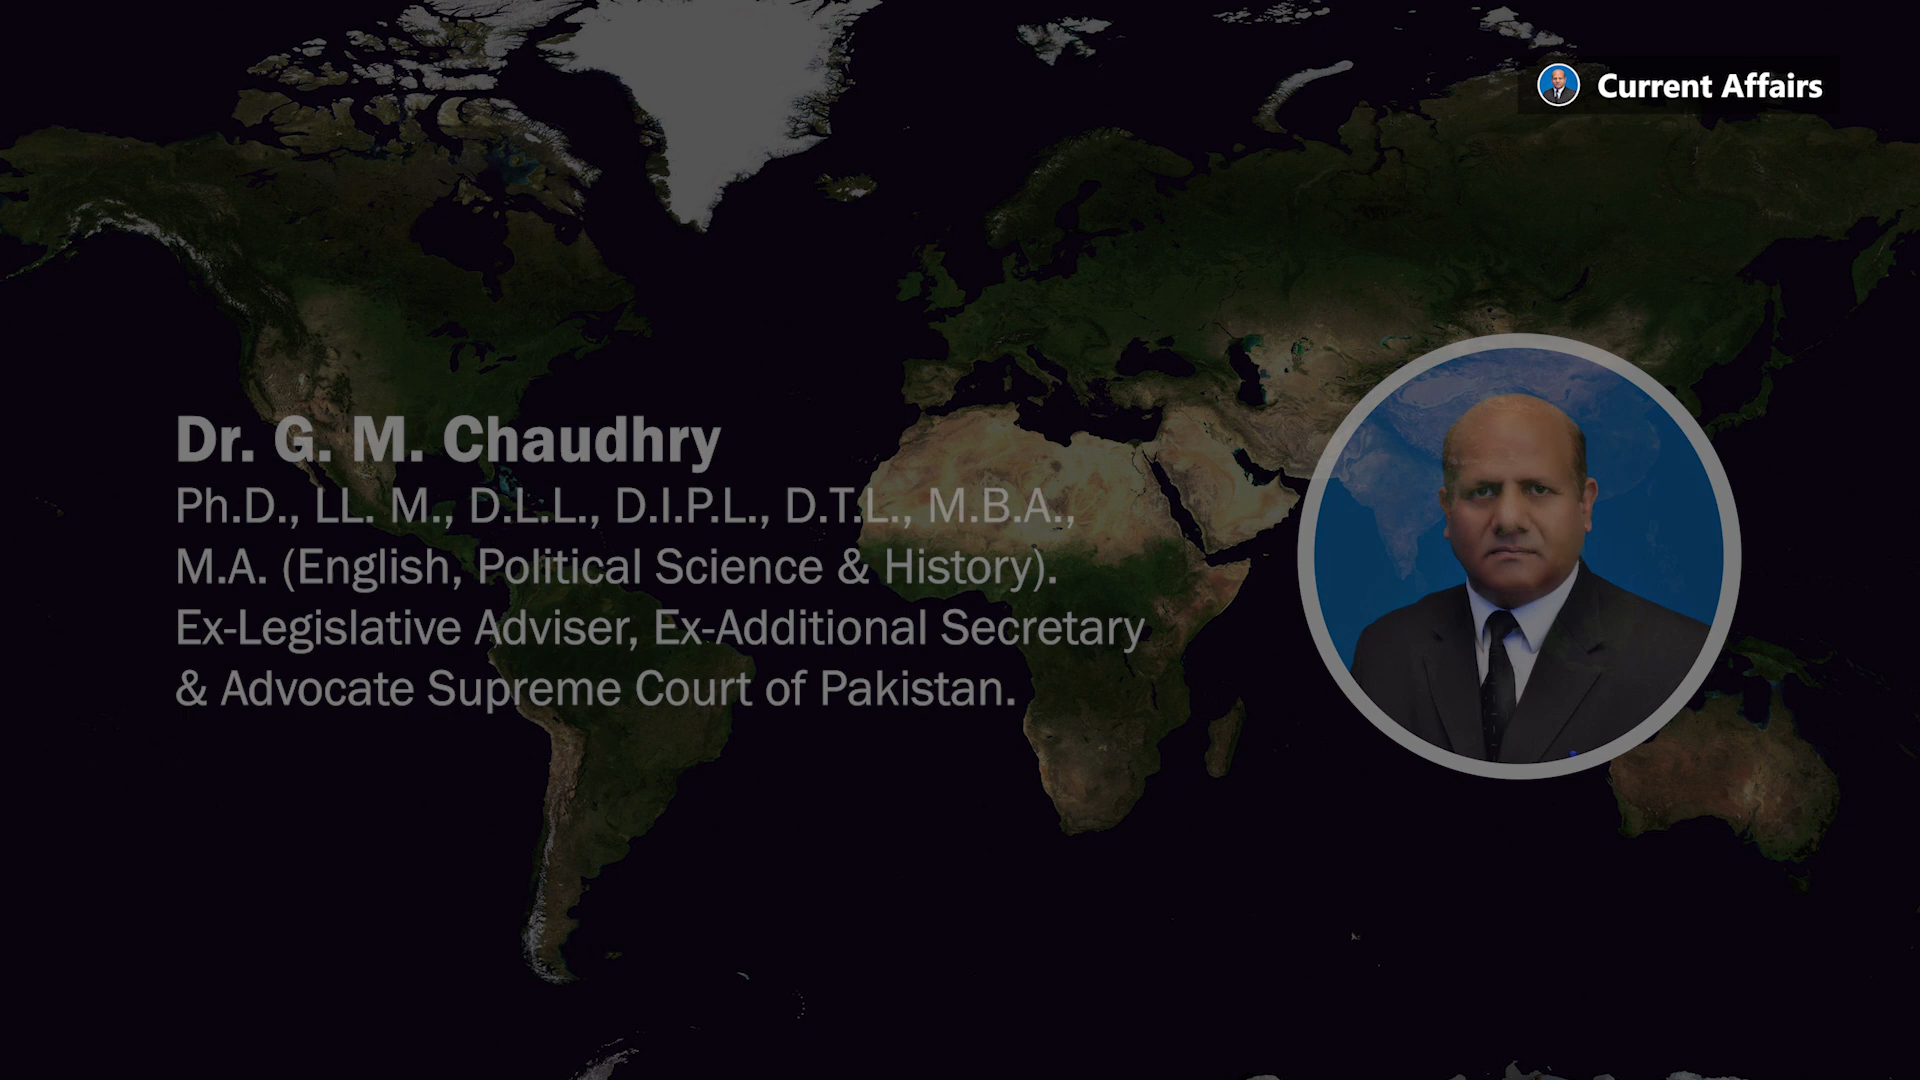 Current Affairs
Dr. G. M. Chaudhry
Ph.D., LL. M., D.L.L., D.I.P.L., D.T.L., M.B.A.,
M.A. (English, Political Science & History).
Ex-Legislative Adviser, Ex-Additional Secretary
& Advocate Supreme Court of Pakistan.